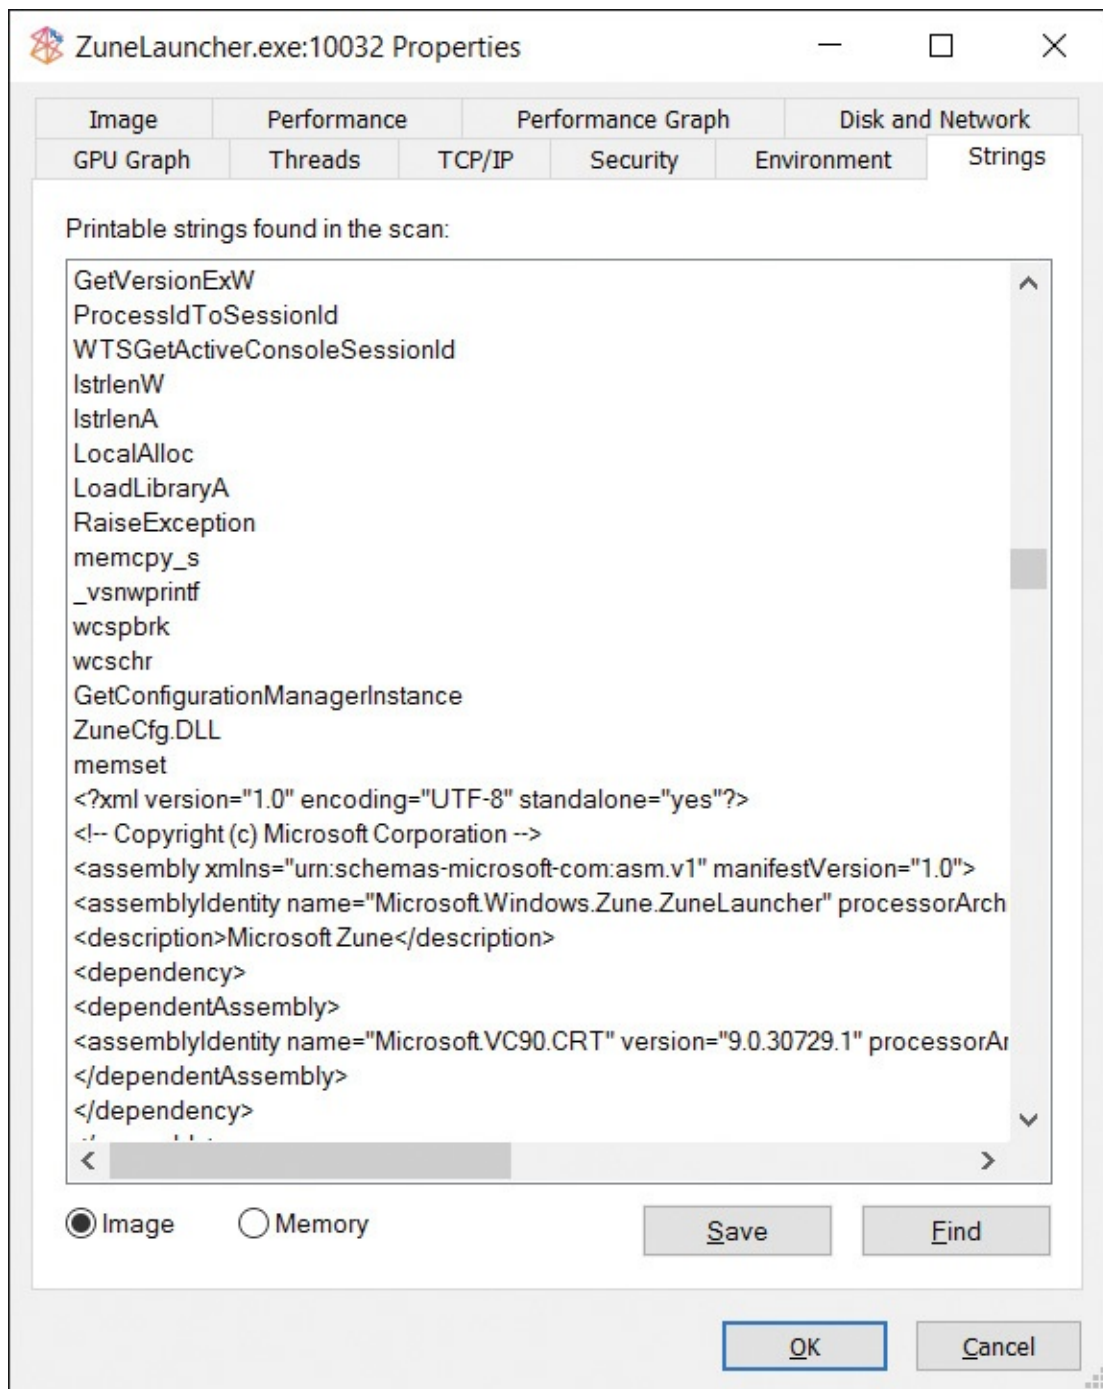 ZuneLauncher.exe:10032 Properties
Image Performance Performance Graph Disk and Network
GPU Graph Threads TCP/IP Security Environment Strings
Printable strings found in the scan:
GetVersionExW
ProcessIdToSessionId
WTSGetActiveConsoleSessionId
lstrlenW
lstrlenA
LocalAlloc
LoadLibraryA
RaiseException
memcpy_s
_vsnwprintf
wcspbrk
wcschr
GetConfigurationManagerInstance
ZuneCfg.DLL
memset
<?xml version="1.0" encoding="UTF-8" standalone="yes"?>
<!-- Copyright (c) Microsoft Corporation -->
<assembly xmlns="urn:schemas-microsoft-com:asm.v1" manifestVersion="1.0">
<assemblyIdentity name="Microsoft.Windows.Zune.ZuneLauncher" processorArch
<description>Microsoft Zune</description>
<dependency>
<dependentAssembly>
<assemblyIdentity name="Microsoft.VC90.CRT" version="9.0.30729.1" processorAr
</dependentAssembly>
</dependency>
Image Memory Save Find
OK Cancel